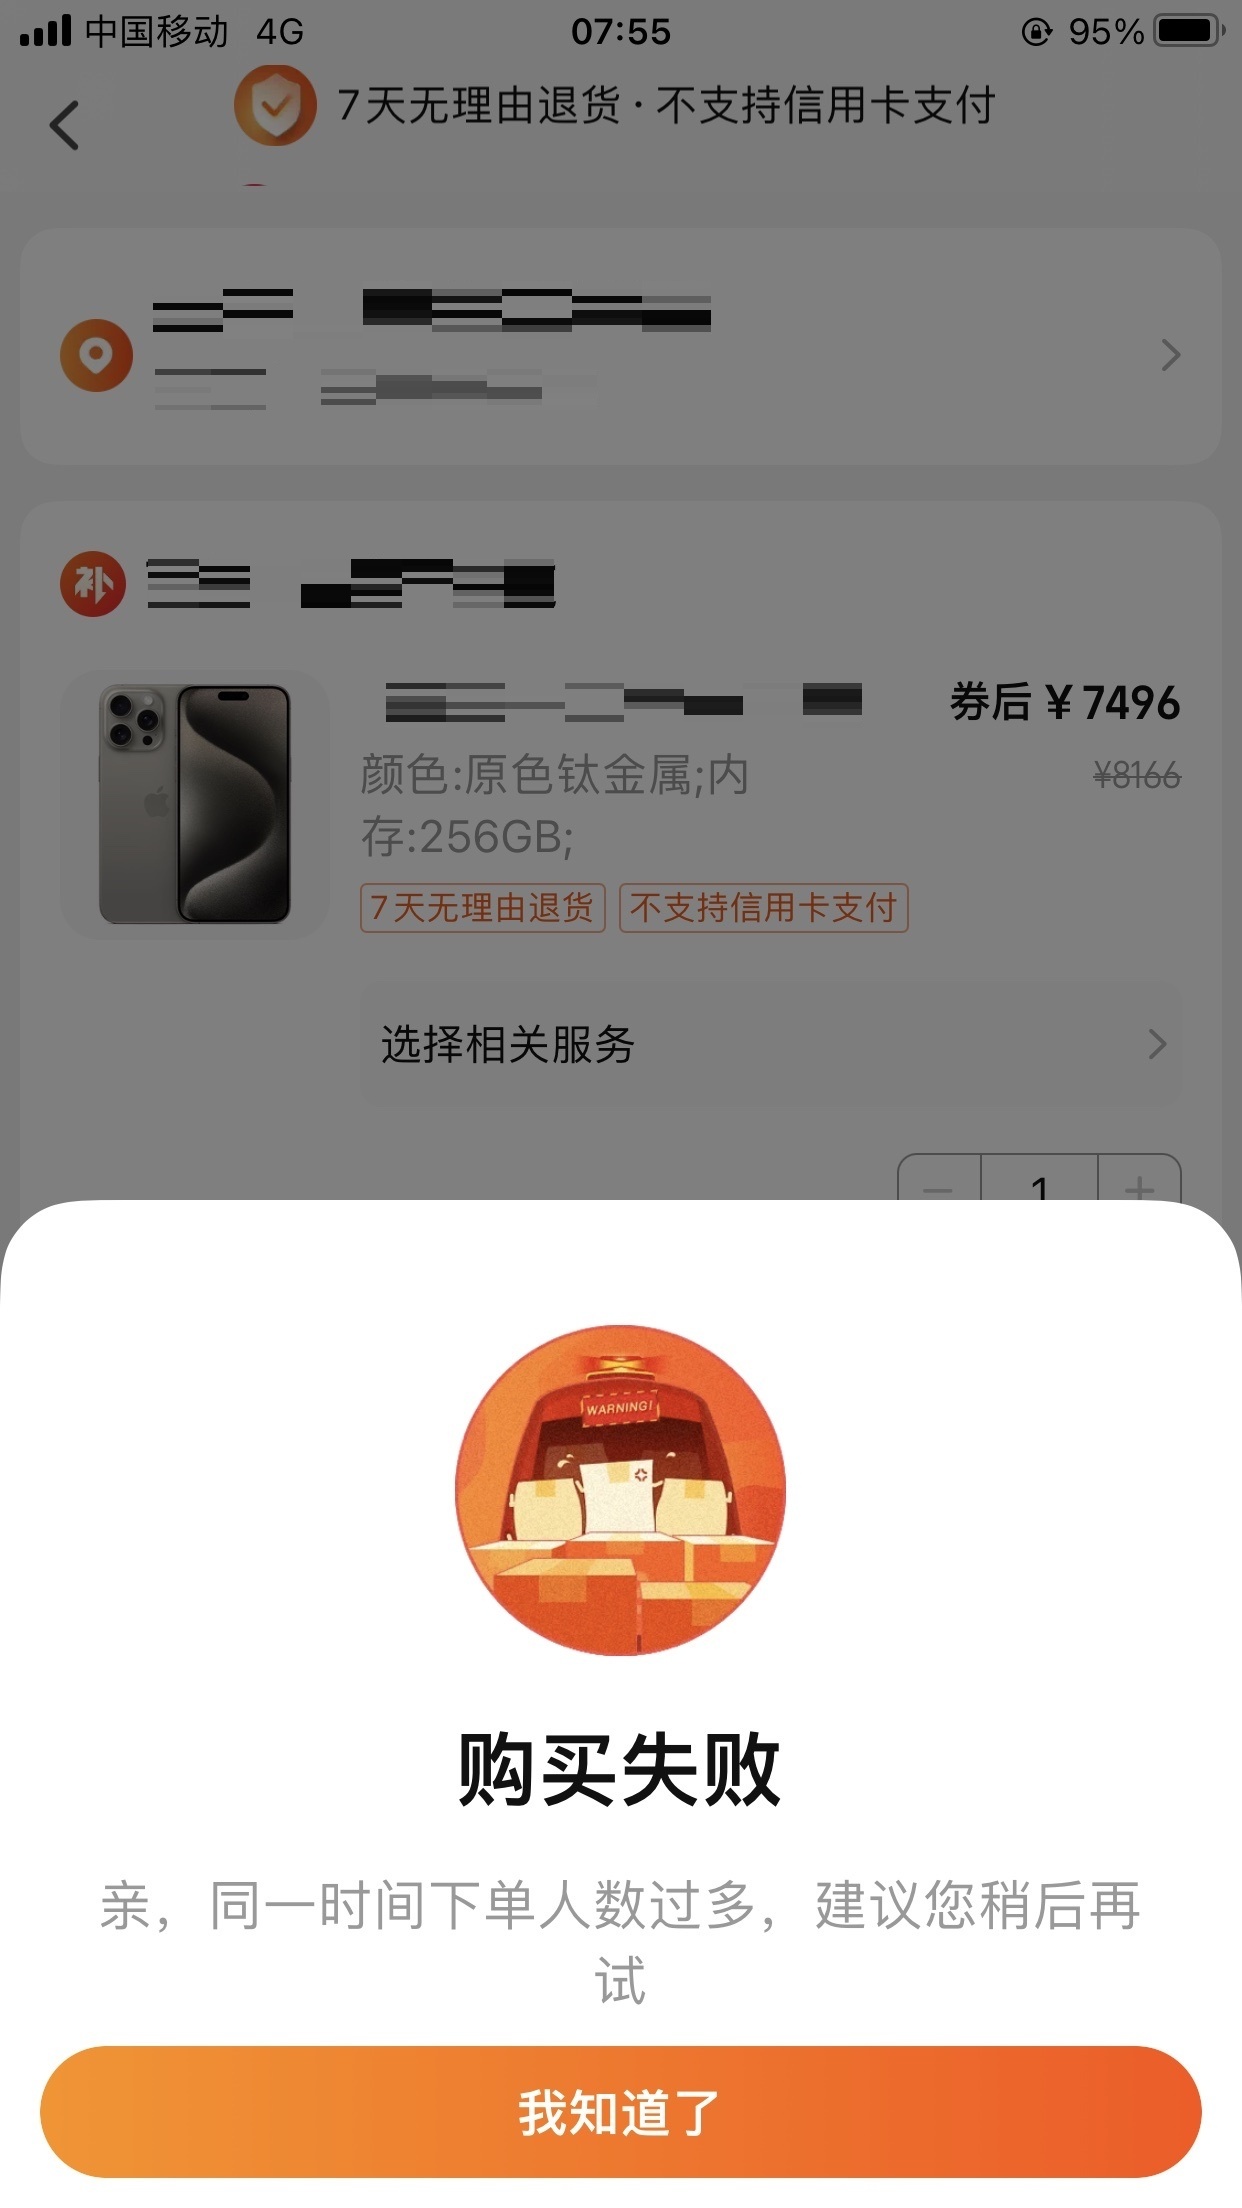 中国移动 4G 07:55 95%
7天无理由退货·不支持信用卡支付
补
券后 ¥7496
颜色:原色钛金属;内 ¥8166
存:256GB;
7天无理由退货 不支持信用卡支付
选择相关服务
1
WARNING!
购买失败
亲，同一时间下单人数过多，建议您稍后再
试
我知道了